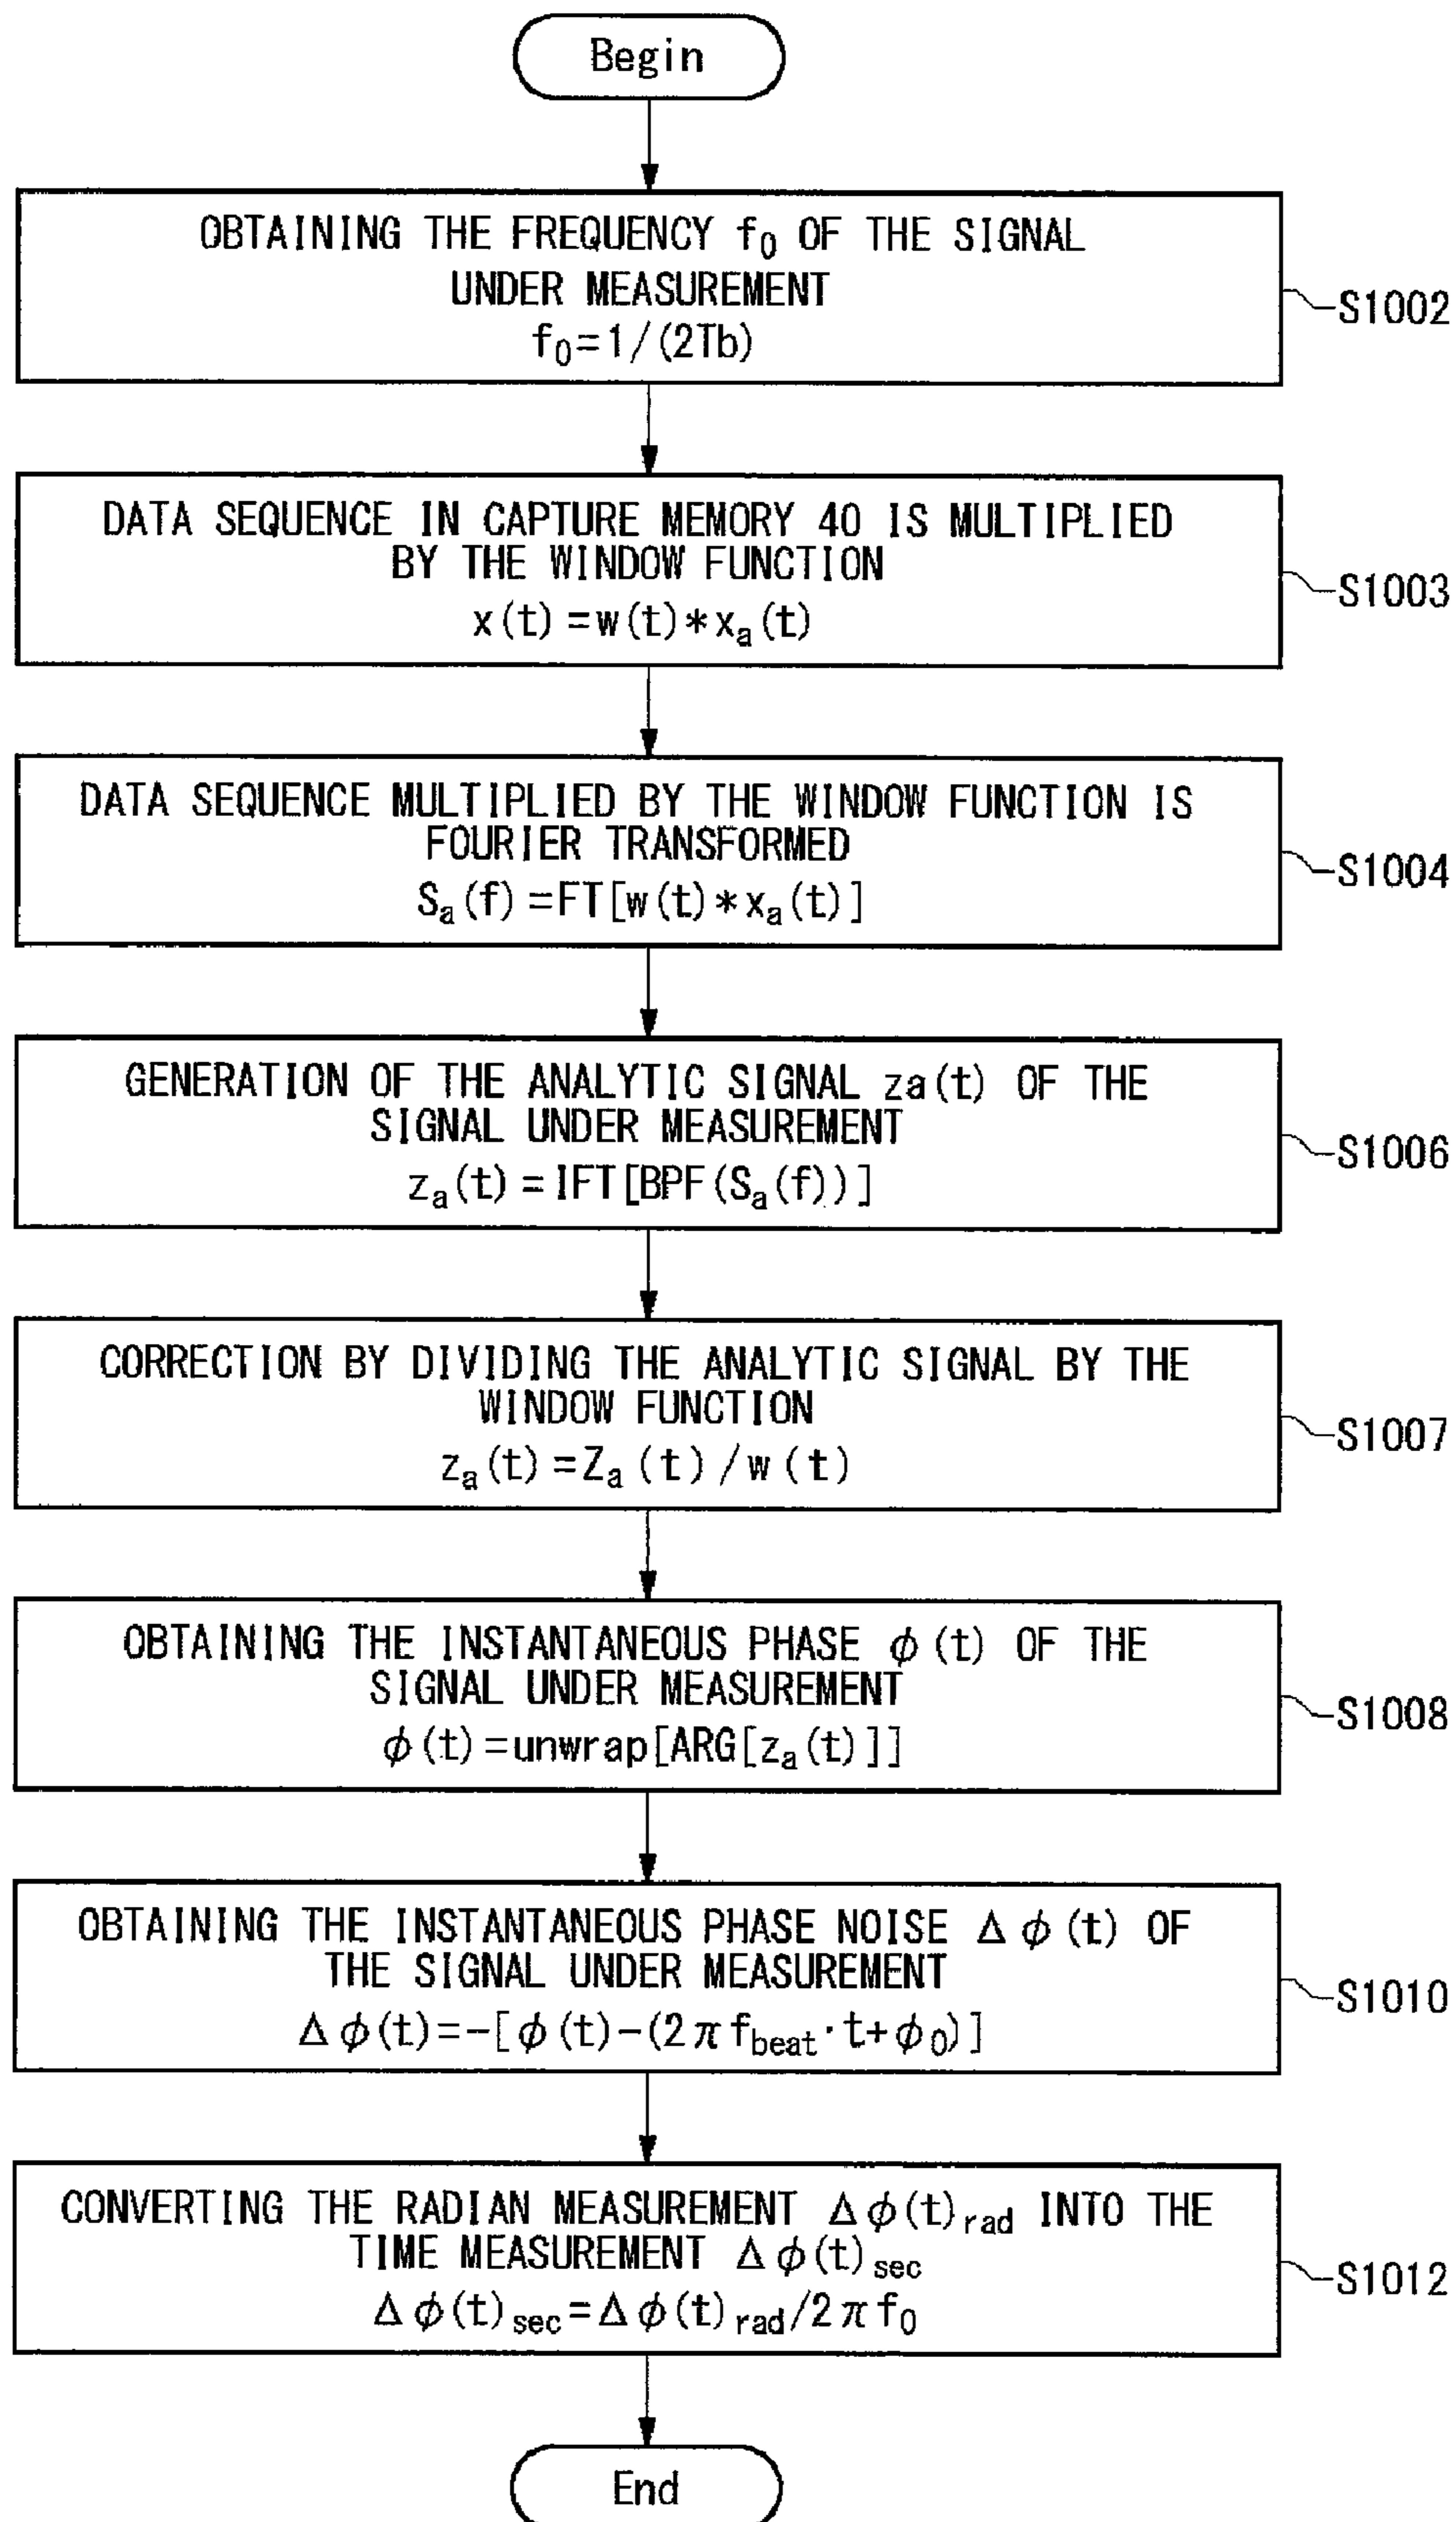 Begin
OBTAINING THE FREQUENCY f₀ OF THE SIGNAL
UNDER MEASUREMENT
f₀=1/(2Tb)
S1002
DATA SEQUENCE IN CAPTURE MEMORY 40 IS MULTIPLIED
BY THE WINDOW FUNCTION
x(t)=w(t)*xₐ(t)
S1003
DATA SEQUENCE MULTIPLIED BY THE WINDOW FUNCTION IS
FOURIER TRANSFORMED
Sₐ(f)=FT[w(t)*xₐ(t)]
S1004
GENERATION OF THE ANALYTIC SIGNAL za(t) OF THE
SIGNAL UNDER MEASUREMENT
zₐ(t)=IFT[BPF(Sₐ(f))]
S1006
CORRECTION BY DIVIDING THE ANALYTIC SIGNAL BY THE
WINDOW FUNCTION
zₐ(t)=Zₐ(t)/w(t)
S1007
OBTAINING THE INSTANTANEOUS PHASE φ(t) OF THE
SIGNAL UNDER MEASUREMENT
φ(t)=unwrap[ARG[zₐ(t)]]
S1008
OBTAINING THE INSTANTANEOUS PHASE NOISE Δφ(t) OF
THE SIGNAL UNDER MEASUREMENT
Δφ(t)=-[φ(t)-(2πf_beat·t+φ₀)]
S1010
CONVERTING THE RADIAN MEASUREMENT Δφ(t)_rad INTO THE
TIME MEASUREMENT Δφ(t)_sec
Δφ(t)_sec=Δφ(t)_rad/2πf₀
S1012
End